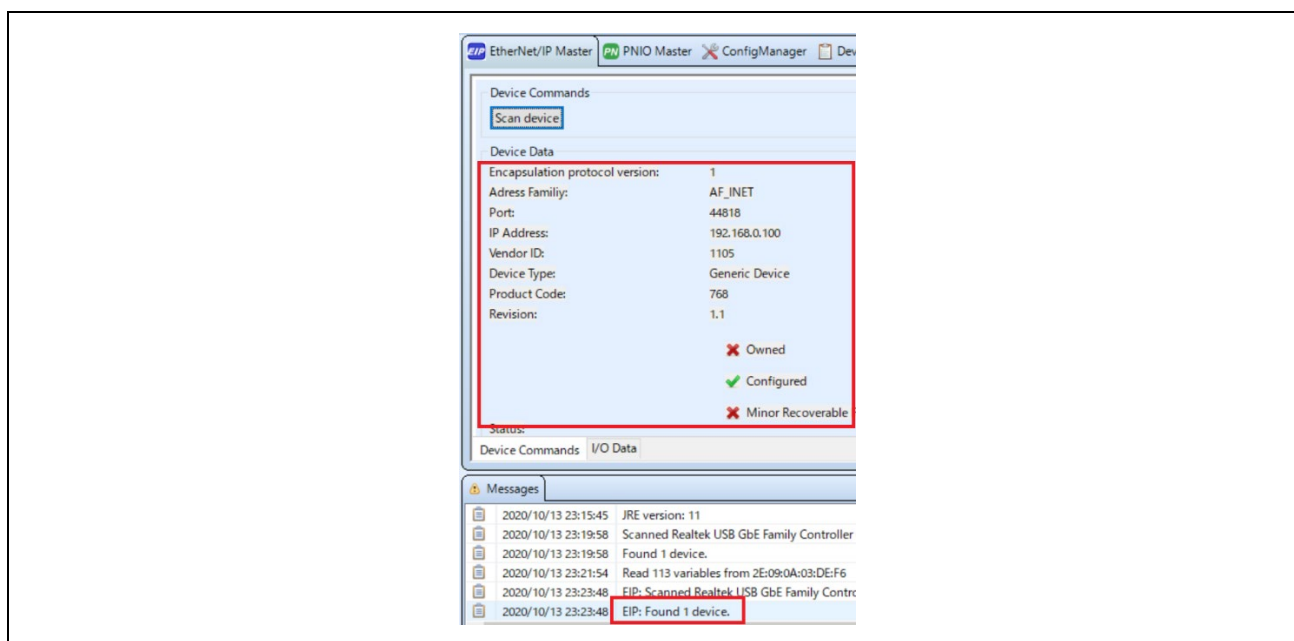 EtherNet/IP Master PNIO Master ConfigManager Dev
Device Commands
Scan device
Device Data
Encapsulation protocol version: 1
Adress Familiy: AF_INET
Port: 44818
IP Address: 192.168.0.100
Vendor ID: 1105
Device Type: Generic Device
Product Code: 768
Revision: 1.1
Owned
Configured
Minor Recoverable
Status:
Device Commands I/O Data
Messages
2020/10/13 23:15:45 JRE version: 11
2020/10/13 23:19:58 Scanned Realtek USB GbE Family Controller
2020/10/13 23:19:58 Found 1 device.
2020/10/13 23:21:54 Read 113 variables from 2E:09:0A:03:DE:F6
2020/10/13 23:23:48 EIP: Scanned Realtek USB GbE Family Contro
2020/10/13 23:23:48 EIP: Found 1 device.